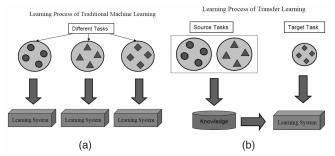 Learning Process of Traditional Machine Learning
Different Tasks
Learning System
Learning System
Learning System
(a)
Learning Process of Transfer Learning
Source Tasks
Target Task
Knowledge
Learning System
(b)